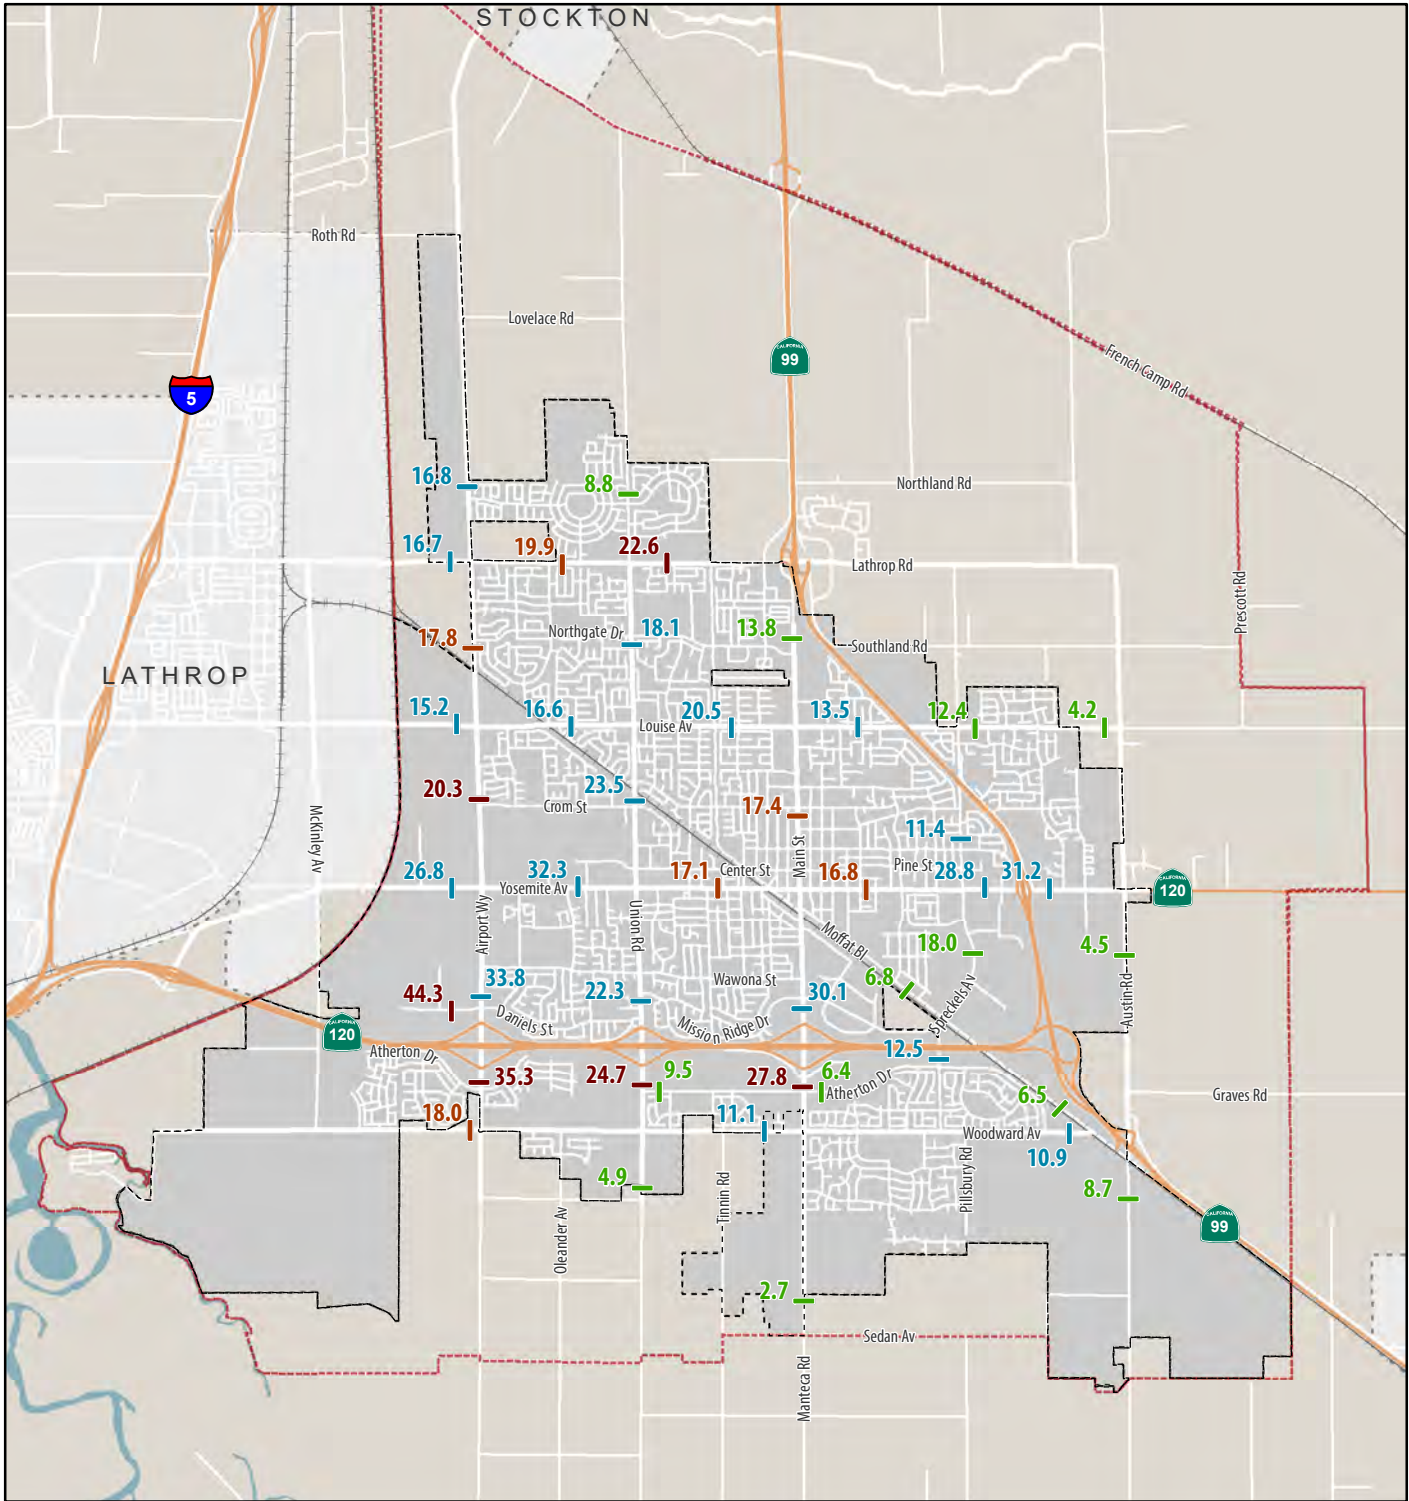 STOCKTON
Roth Rd
Lovelace Rd
CALIFORNIA
99
French Camp Rd
5
16.8
8.8
Northland Rd
16.7
19.9
22.6
Lathrop Rd
Prescott Rd
17.8
Northgate Dr
18.1
13.8
Southland Rd
LATHROP
15.2
16.6
20.5
13.5
12.4
4.2
Louise Av
20.3
23.5
Crom St
17.4
McKinley Av
Main St
11.4
26.8
32.3
17.1
Center St
16.8
Pine St
28.8
31.2
Yosemite Av
CALIFORNIA
120
Airport Wy
Union Rd
Moffat Bl
18.0
4.5
Wawona St
6.8
44.3
33.8
22.3
30.1
Spreckels Av
Austin Rd
Daniels St
Mission Ridge Dr
CALIFORNIA
120
Atherton Dr
12.5
35.3
24.7
9.5
27.8
6.4
Atherton Dr
6.5
Graves Rd
18.0
11.1
Woodward Av
10.9
4.9
Tinnin Rd
Pillsbury Rd
8.7
Oleander Av
CALIFORNIA
99
2.7
Sedan Av
Manteca Rd